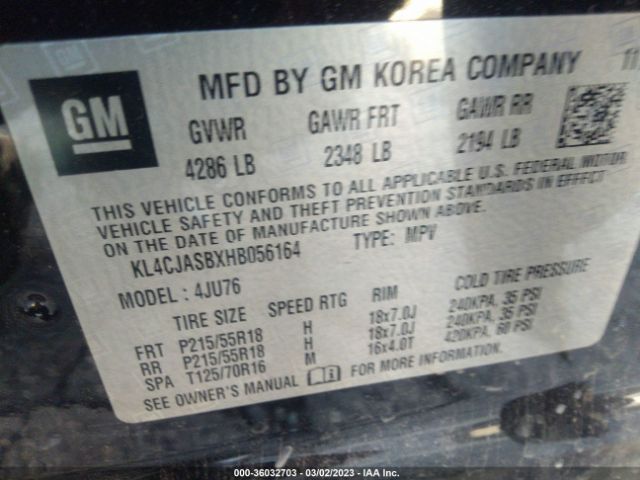 MFD BY GM KOREA COMPANY 11
GM
GVWR GAWR FRT GAWR RR
4286 LB 2348 LB 2194 LB
THIS VEHICLE CONFORMS TO ALL APPLICABLE U.S. FEDERAL MOTOR
VEHICLE SAFETY AND THEFT PREVENTION STANDARDS IN EFFECT
ON THE DATE OF MANUFACTURE SHOWN ABOVE.
KL4CJASBXHB056164 TYPE: MPV
MODEL : 4JU76
TIRE SIZE SPEED RTG RIM COLD TIRE PRESSURE
FRT P215/55R18 H 18x7.0J 240KPA, 35 PSI
RR P215/55R18 H 18x7.0J 240KPA, 35 PSI
SPA T125/70R16 M 16x4.0T 420KPA, 60 PSI
SEE OWNER'S MANUAL FOR MORE INFORMATION.
000-36032703 - 03/02/2023 - IAA Inc.